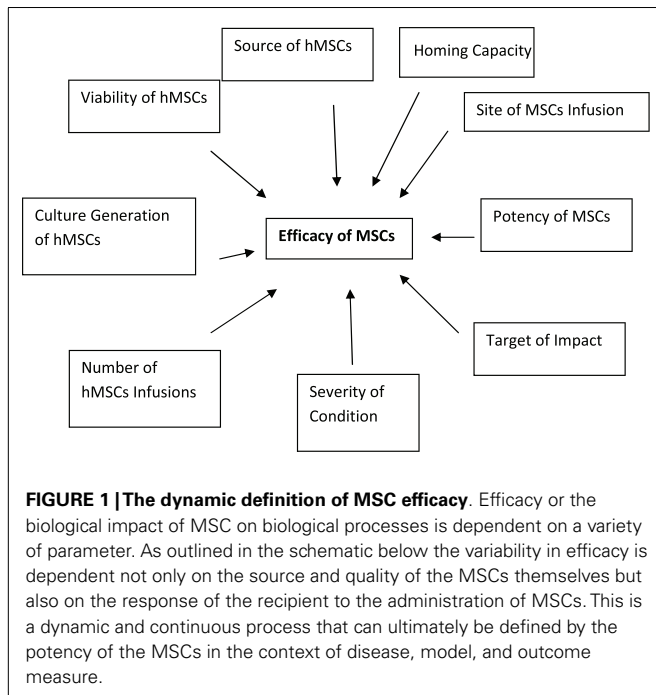 Source of hMSCs
Homing Capacity
Viability of hMSCs
Site of MSCs Infusion
Culture Generation
of hMSCs
Efficacy of MSCs
Potency of MSCs
Number of
hMSCs Infusions
Severity of
Condition
Target of Impact
FIGURE 1 | The dynamic definition of MSC efficacy. Efficacy or the
biological impact of MSC on biological processes is dependent on a variety
of parameter. As outlined in the schematic below the variability in efficacy is
dependent not only on the source and quality of the MSCs themselves but
also on the response of the recipient to the administration of MSCs. This is
a dynamic and continuous process that can ultimately be defined by the
potency of the MSCs in the context of disease, model, and outcome
measure.